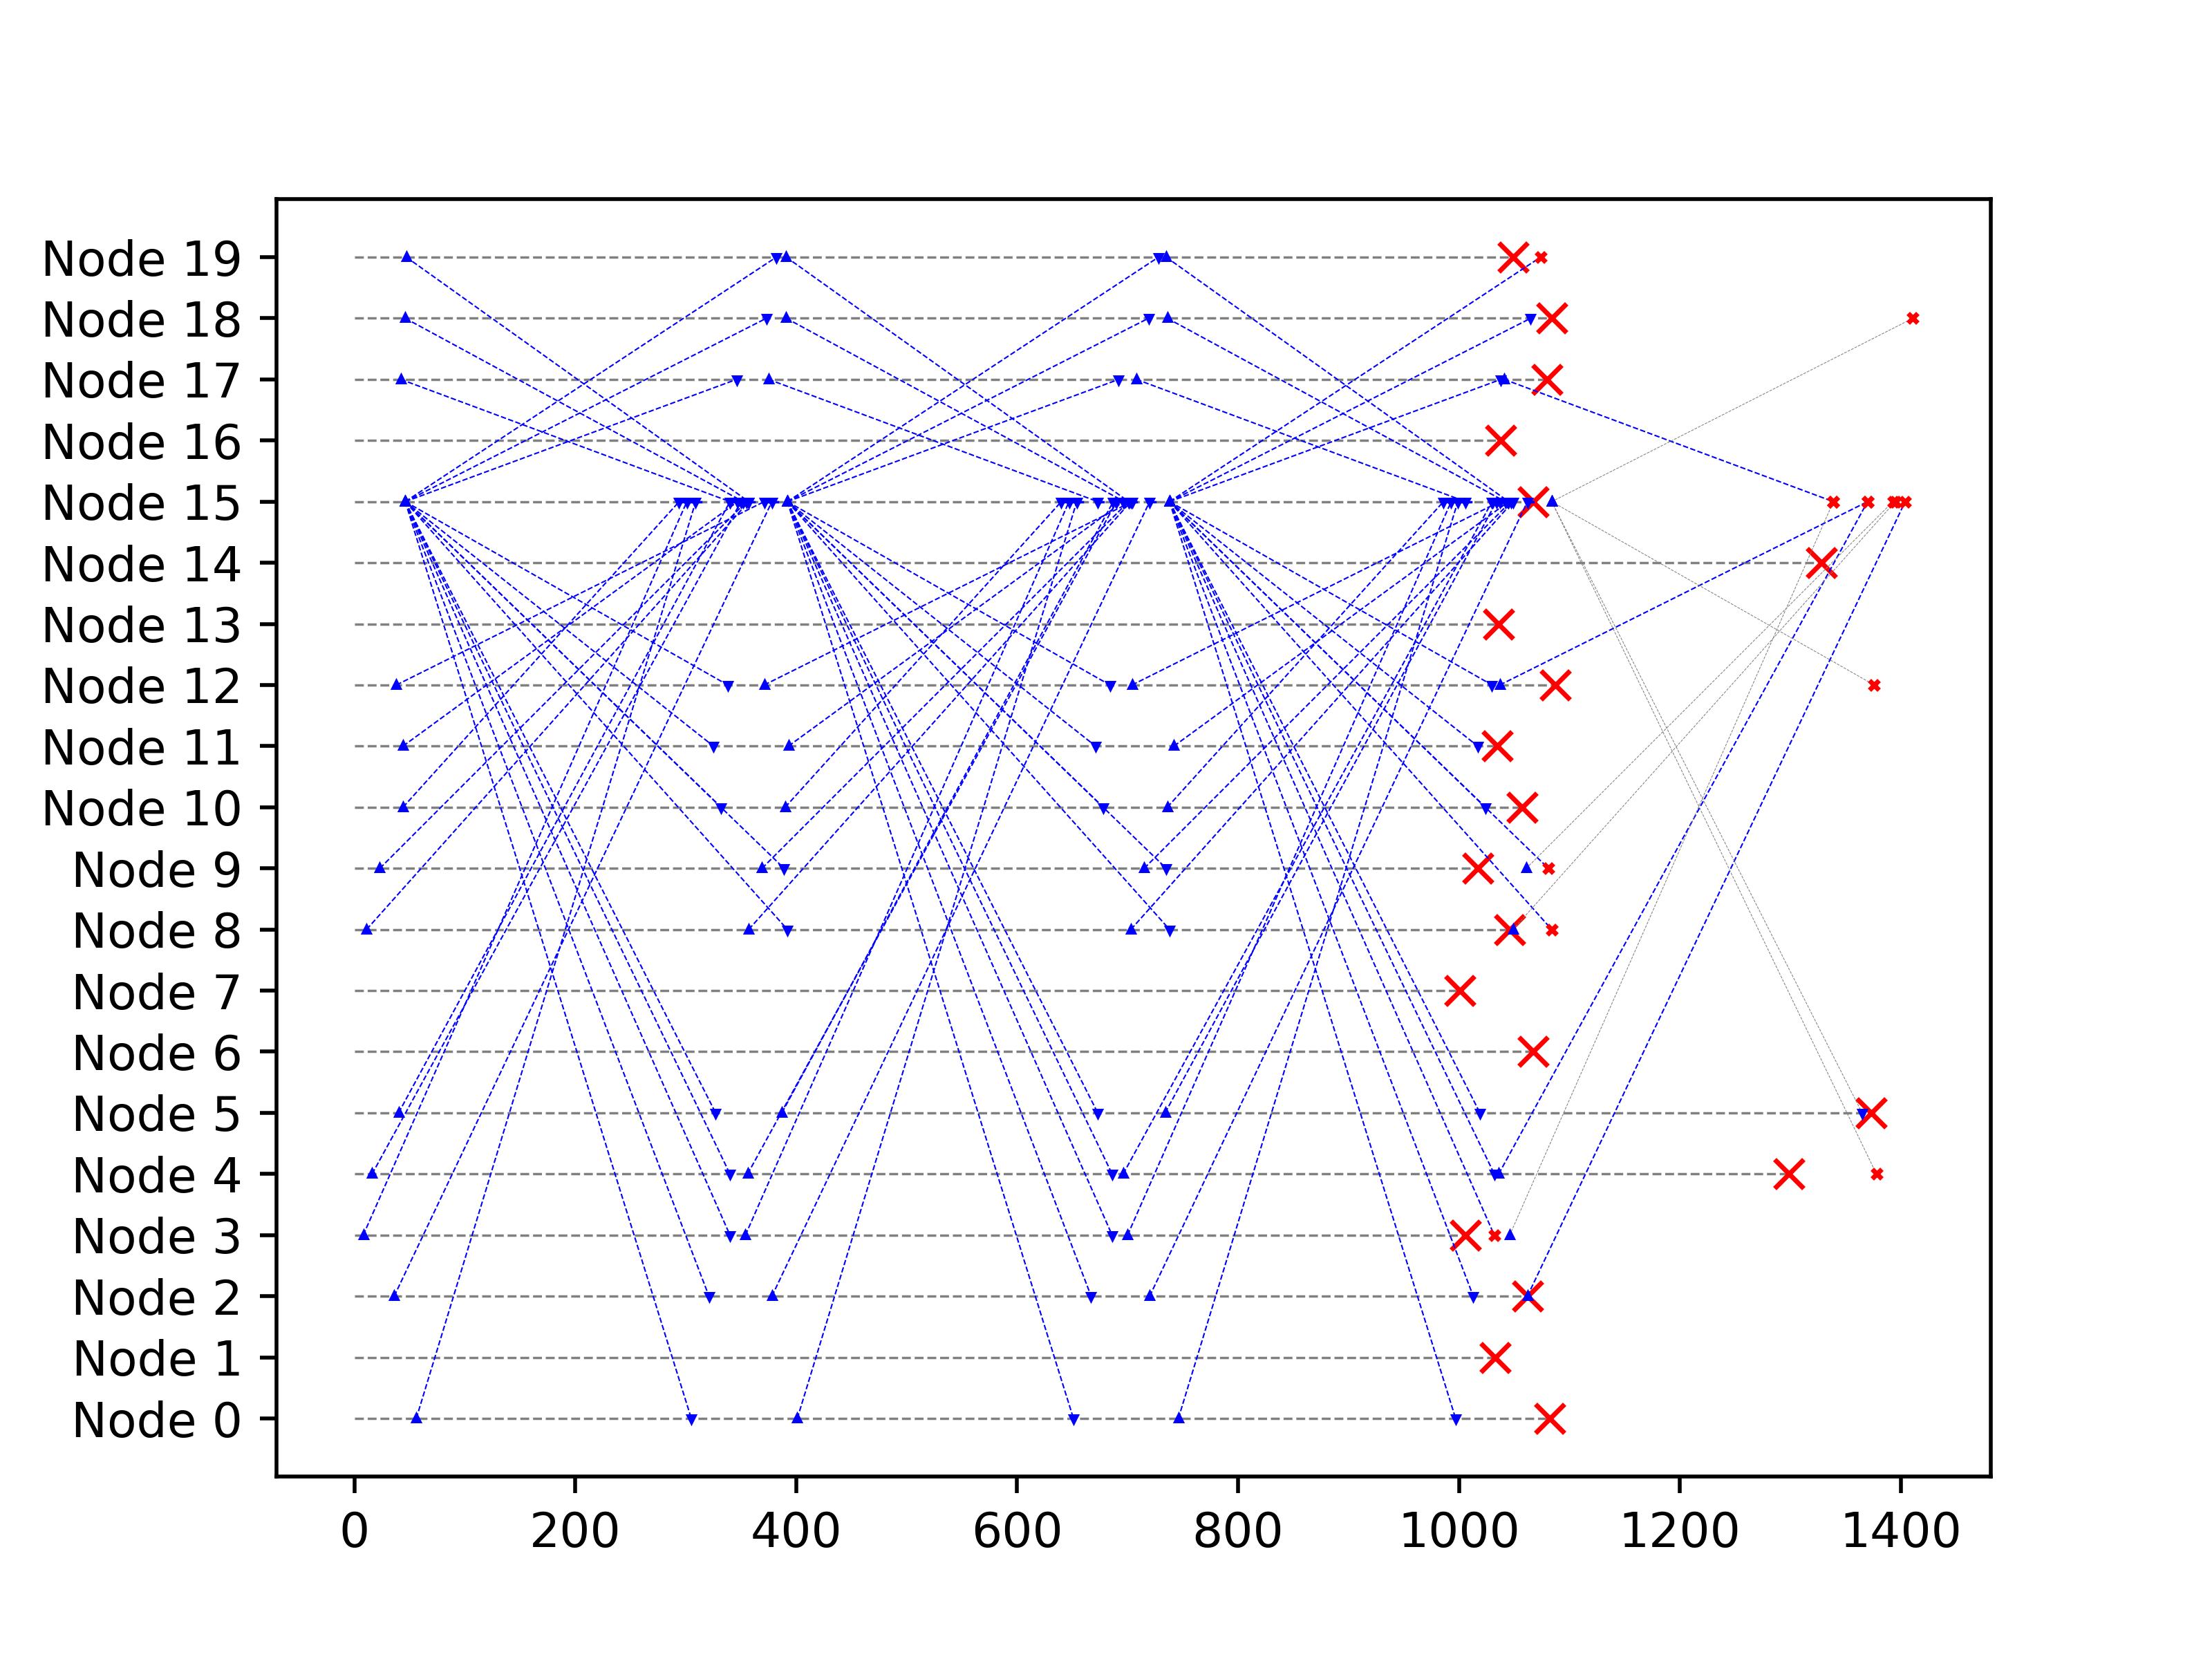 Node 19
Node 18
Node 17
Node 16
Node 15
Node 14
Node 13
Node 12
Node 11
Node 10
Node 9
Node 8
Node 7
Node 6
Node 5
Node 4
Node 3
Node 2
Node 1
Node 0
0 200 400 600 800 1000 1200 1400